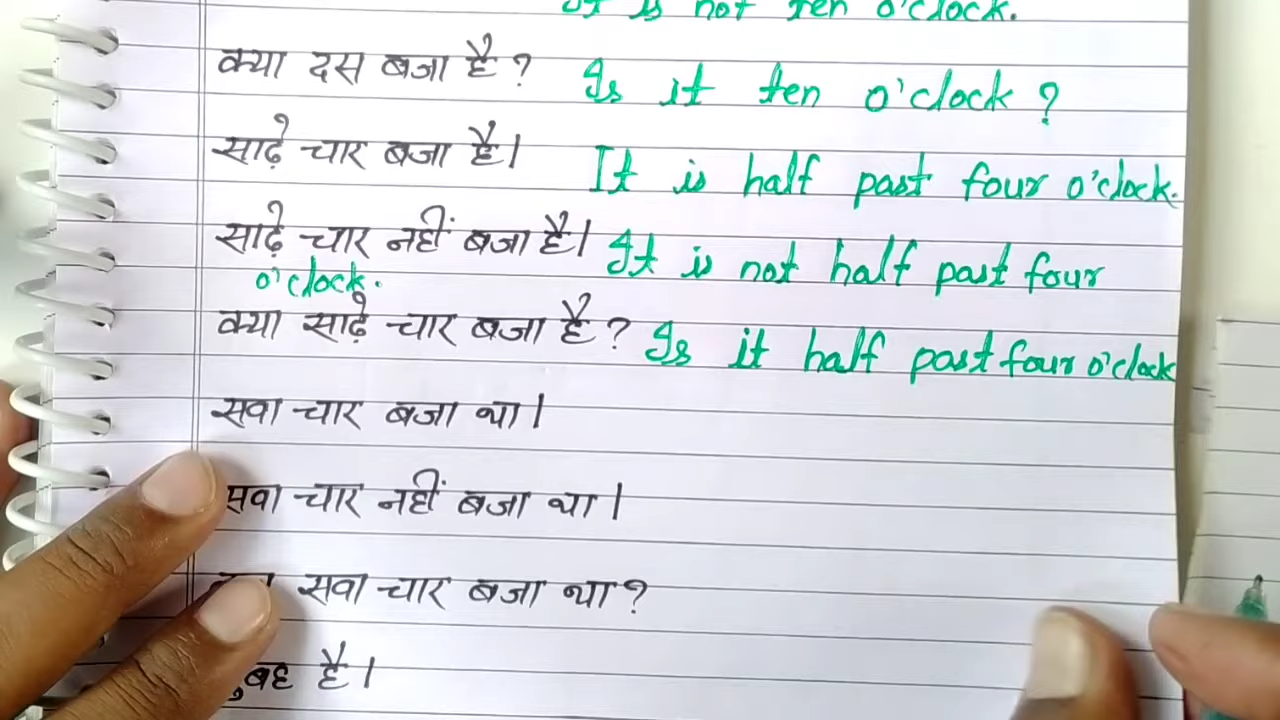 It is not ten o'clock.
क्या दस बजा है ? Is it ten o'clock ?
साढ़े चार बजा है। It is half past four o'clock.
साढ़े चार नहीं बजा है। It is not half past four
o'clock.
क्या साढ़े चार बजा है ? Is it half past four o'clock
सवा चार बजा था।
सवा चार नहीं बजा था।
सवा चार बजा था ?
है।